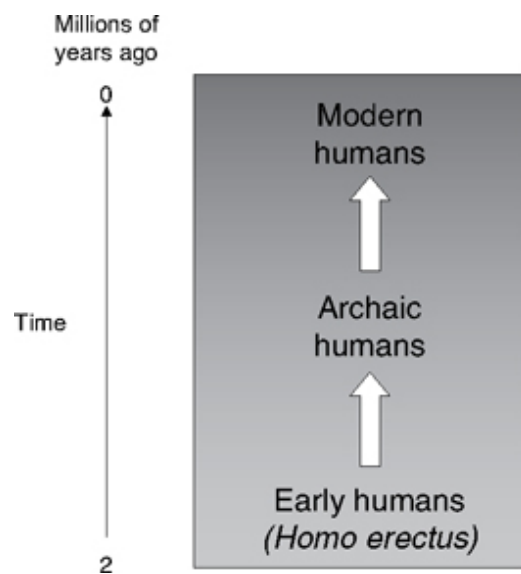 Millions of
years ago
0
Modern
humans
Time
Archaic
humans
Early humans
(Homo erectus)
2